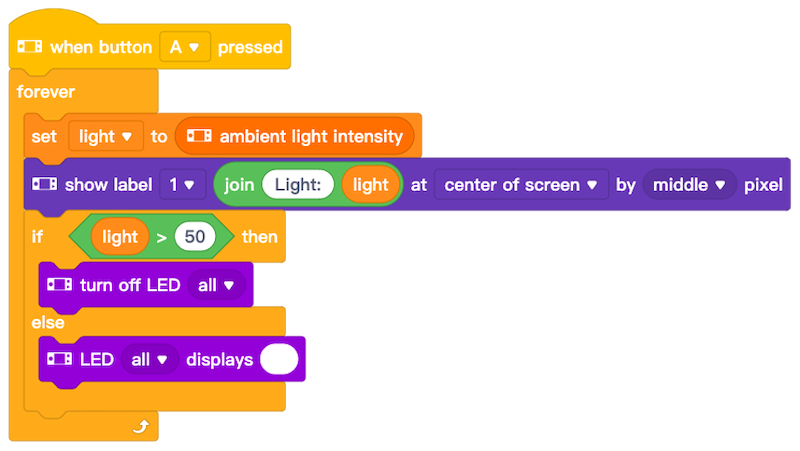 when button A pressed
forever
set light to ambient light intensity
show label 1 join Light: light at center of screen by middle pixel
if light > 50 then
turn off LED all
else
LED all displays